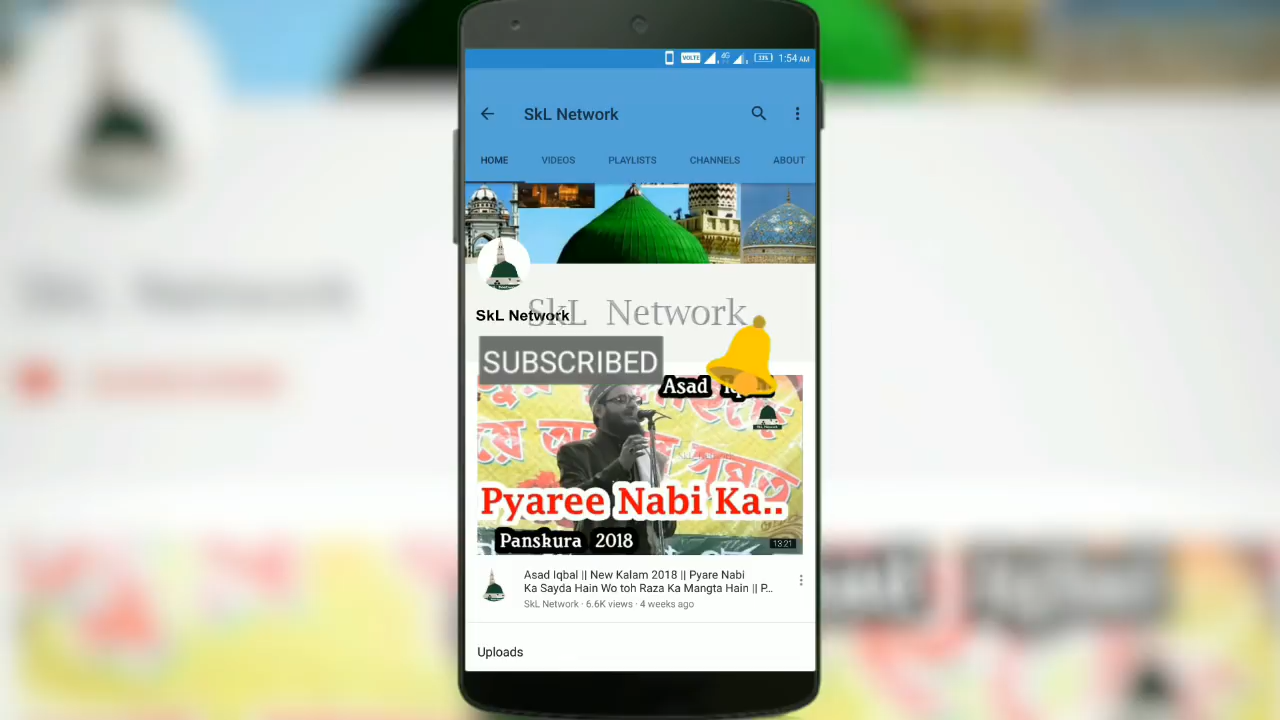 VOLTE 4G 33% 1:54 AM
SkL Network
HOME VIDEOS PLAYLISTS CHANNELS ABOUT
SkL Network
SkL Network
SUBSCRIBED
Asad
Pyaree Nabi Ka..
Panskura 2018
13:21
Asad Iqbal || New Kalam 2018 || Pyare Nabi
Ka Sayda Hain Wo toh Raza Ka Mangta Hain || P...
SkL Network · 6.6K views · 4 weeks ago
Uploads